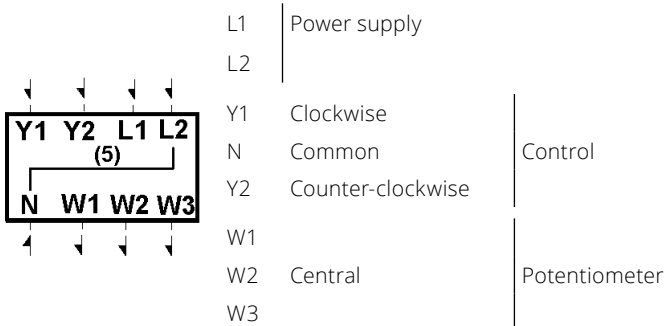 L1 Power supply
L2
Y1 Y2 L1 L2
(5)
N W1 W2 W3
Y1 Clockwise
N Common Control
Y2 Counter-clockwise
W1
W2 Central Potentiometer
W3